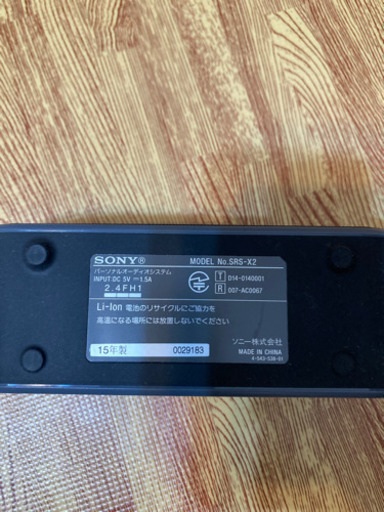 SONY® MODEL No.SRS-X2
パーソナルオーディオシステム
INPUT:DC 5V ⎓ 1.5A
2.4FH1
T D14-0140001
R 007-AC0067
Li-Ion 電池のリサイクルにご協力を
高温になる場所には放置しないでください
ソニー株式会社
15年製 0029183
MADE IN CHINA
4-543-538-01